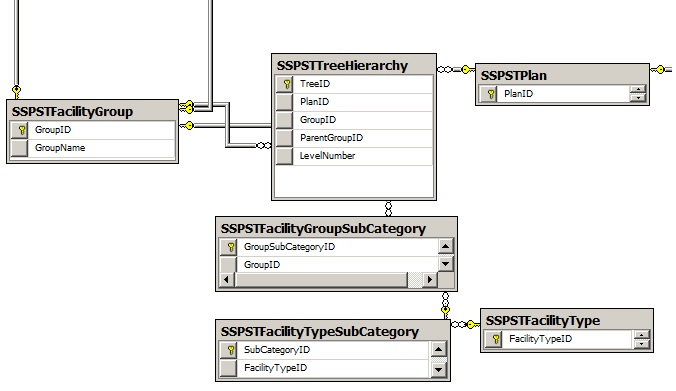 SSPSTTreeHierarchy
TreeID
PlanID
GroupID
ParentGroupID
LevelNumber
SSPSTPlan
PlanID
SSPSTFacilityGroup
GroupID
GroupName
SSPSTFacilityGroupSubCategory
GroupSubCategoryID
GroupID
SSPSTFacilityTypeSubCategory
SubCategoryID
FacilityTypeID
SSPSTFacilityType
FacilityTypeID